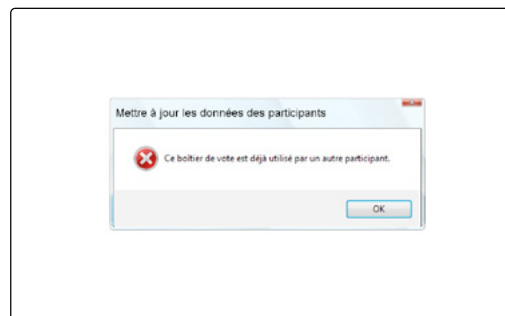 Mettre à jour les données des participants
Ce boîtier de vote est déjà utilisé par un autre participant.
OK